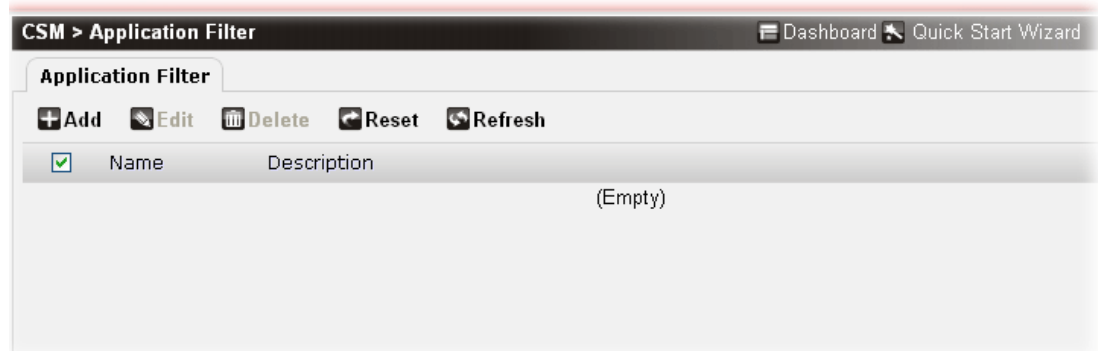 CSM > Application Filter Dashboard Quick Start Wizard
Application Filter
Add Edit Delete Reset Refresh
Name Description
(Empty)